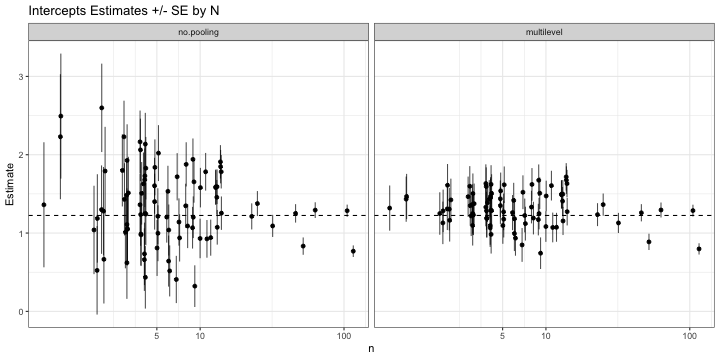 Intercepts Estimates +/- SE by N
no.pooling
multilevel
Estimate
3
2
1
0
5
10
100
5
10
100
n